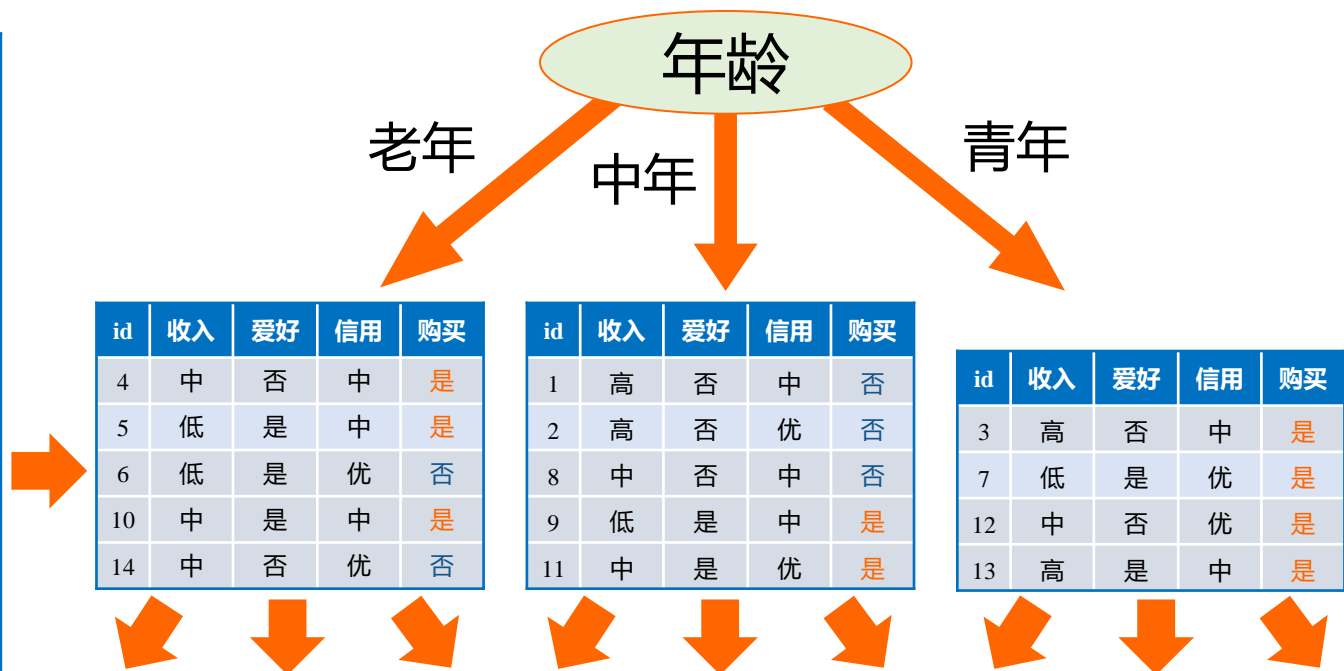 年龄
老年
中年
青年
id 收入 爱好 信用 购买
4 中 否 中 是
5 低 是 中 是
6 低 是 优 否
10 中 是 中 是
14 中 否 优 否
id 收入 爱好 信用 购买
1 高 否 中 否
2 高 否 优 否
8 中 否 中 否
9 低 是 中 是
11 中 是 优 是
id 收入 爱好 信用 购买
3 高 否 中 是
7 低 是 优 是
12 中 否 优 是
13 高 是 中 是